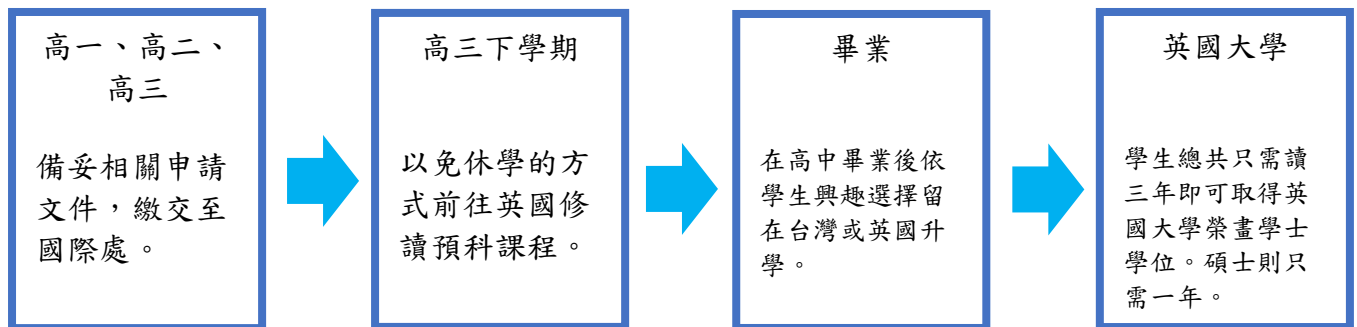 高一、高二、
高三
備妥相關申請
文件，繳交至
國際處。
高三下學期
以免休學的方
式前往英國修
讀預科課程。
畢業
在高中畢業後依
學生興趣選擇留
在台灣或英國升
學。
英國大學
學生總共只需讀
三年即可取得英
國大學榮畫學士
學位。碩士則只
需一年。